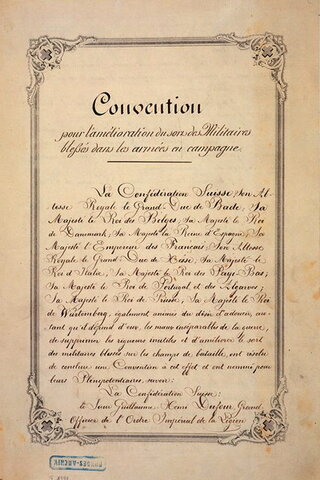 Convention
pour l'amélioration du sort des Militaires
blessés dans les armées en campagne.
La Confédération Suisse; Son Al-
tesse Royale le Grand-Duc de Bade; Sa
Majesté le Roi des Belges; Sa Majesté le Roi
de Danemark; Sa Majesté la Reine d'Espagne; Sa
Majesté l'Empereur des Français; Son Altesse
Royale le Grand-Duc de Hesse; Sa Majesté le
Roi d'Italie; Sa Majesté le Roi des Pays-Bas;
Sa Majesté le Roi de Portugal et des Algarves;
Sa Majesté le Roi de Prusse; Sa Majesté le Roi
de Würtemberg, également animés du désir d'adoucir, au-
tant qu'il dépend d'eux, les maux inséparables de la guerre,
de supprimer les rigueurs inutiles et d'améliorer le sort
des militaires blessés sur les champs de bataille, ont résolu
de conclure une Convention à cet effet et ont nommé pour
leurs Plénipotentiaires, savoir:
La Confédération Suisse:
le Sieur Guillaume-Henri Dufour, Grand
Officier de l'Ordre Impérial de la Légion
BUNDES-ARCHIV